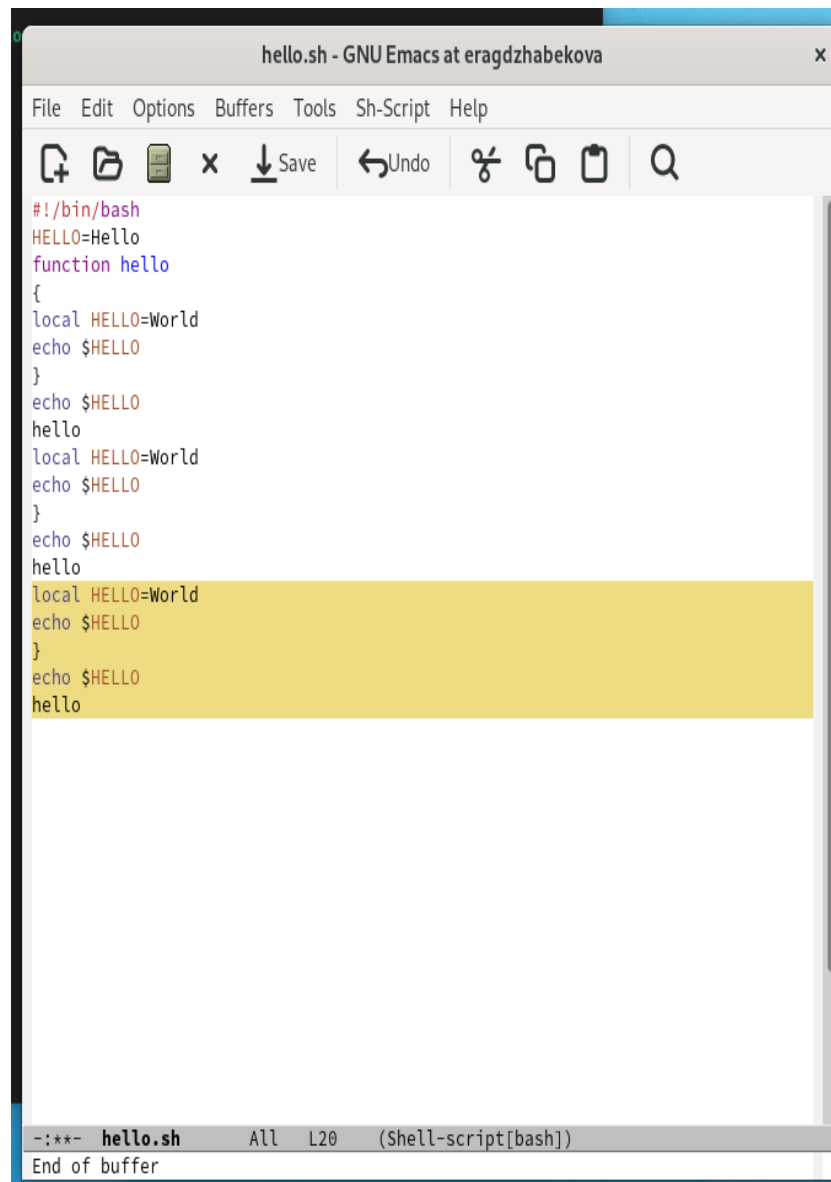 hello.sh - GNU Emacs at eragdzhabekova
File Edit Options Buffers Tools Sh-Script Help
Save Undo
#!/bin/bash
HELLO=Hello
function hello
{
local HELLO=World
echo $HELLO
}
echo $HELLO
hello
local HELLO=World
echo $HELLO
}
echo $HELLO
hello
local HELLO=World
echo $HELLO
}
echo $HELLO
hello
-:**- hello.sh All L20 (Shell-script[bash])
End of buffer